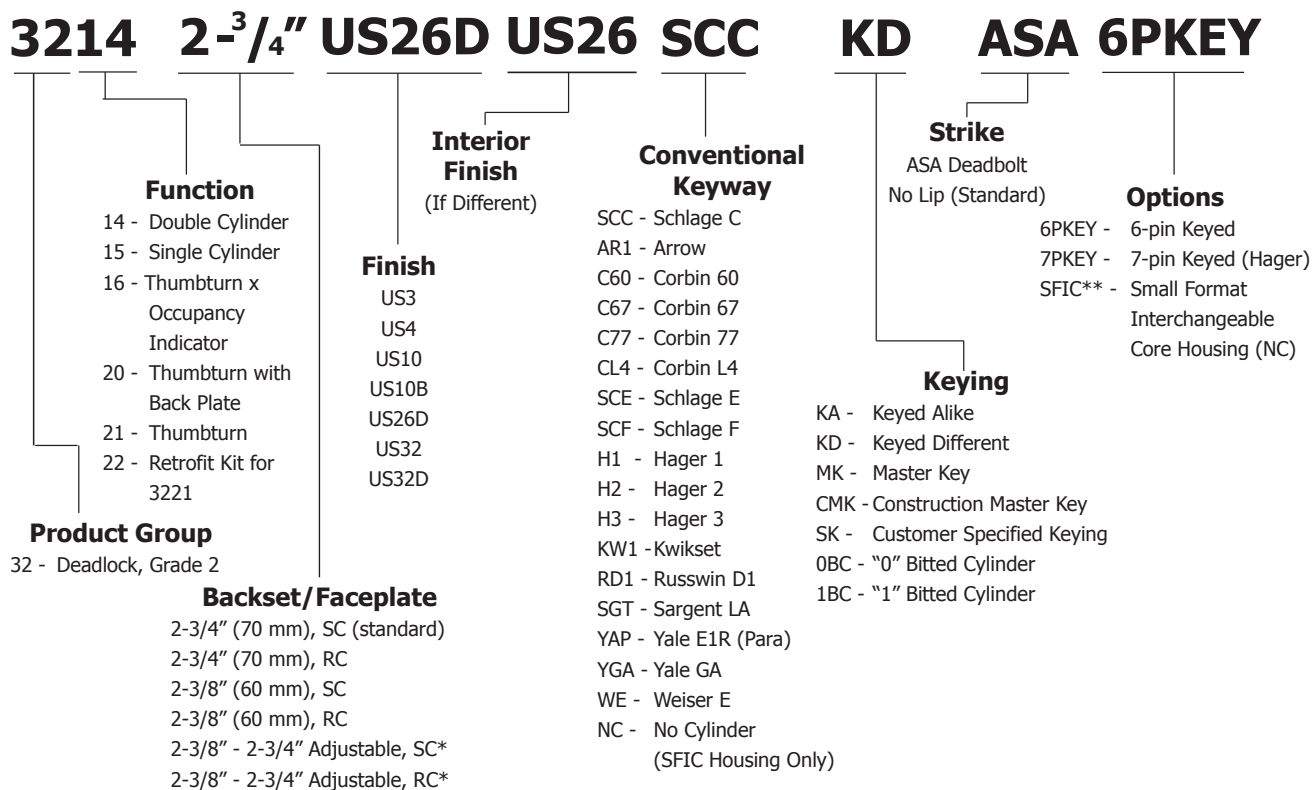 3214 2-3/4” US26D US26 SCC KD ASA 6PKEY
Function
14 - Double Cylinder
15 - Single Cylinder
16 - Thumbturn x
Occupancy
Indicator
20 - Thumbturn with
Back Plate
21 - Thumbturn
22 - Retrofit Kit for
3221
Product Group
32 - Deadlock, Grade 2
Backset/Faceplate
2-3/4” (70 mm), SC (standard)
2-3/4” (70 mm), RC
2-3/8” (60 mm), SC
2-3/8” (60 mm), RC
2-3/8” - 2-3/4” Adjustable, SC*
2-3/8” - 2-3/4” Adjustable, RC*
Finish
US3
US4
US10
US10B
US26D
US32
US32D
Interior
Finish
(If Different)
Conventional
Keyway
SCC - Schlage C
AR1 - Arrow
C60 - Corbin 60
C67 - Corbin 67
C77 - Corbin 77
CL4 - Corbin L4
SCE - Schlage E
SCF - Schlage F
H1 - Hager 1
H2 - Hager 2
H3 - Hager 3
KW1 - Kwikset
RD1 - Russwin D1
SGT - Sargent LA
YAP - Yale E1R (Para)
YGA - Yale GA
WE - Weiser E
NC - No Cylinder
(SFIC Housing Only)
Keying
KA - Keyed Alike
KD - Keyed Different
MK - Master Key
CMK - Construction Master Key
SK - Customer Specified Keying
0BC - “0” Bitted Cylinder
1BC - “1” Bitted Cylinder
Strike
ASA Deadbolt
No Lip (Standard)
Options
6PKEY - 6-pin Keyed
7PKEY - 7-pin Keyed (Hager)
SFIC** - Small Format
Interchangeable
Core Housing (NC)